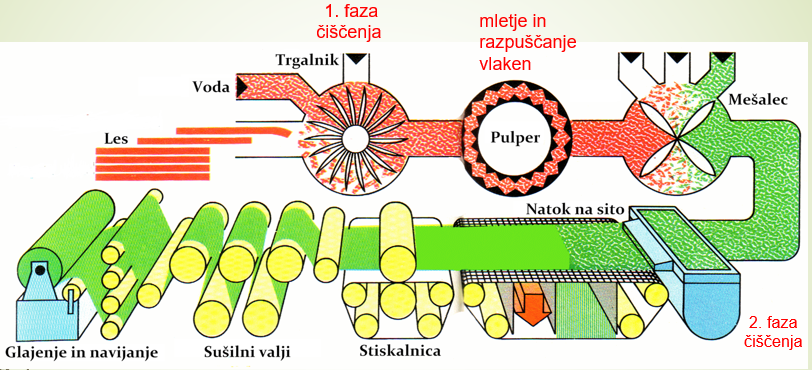 1. faza
čiščenja
mletje in
razpuščanje
vlaken
Trgalnik
Voda
Mešalec
Les
Pulper
Natok na sito
2. faza
čiščenja
Glajenje in navijanje
Sušilni valji
Stiskalnica